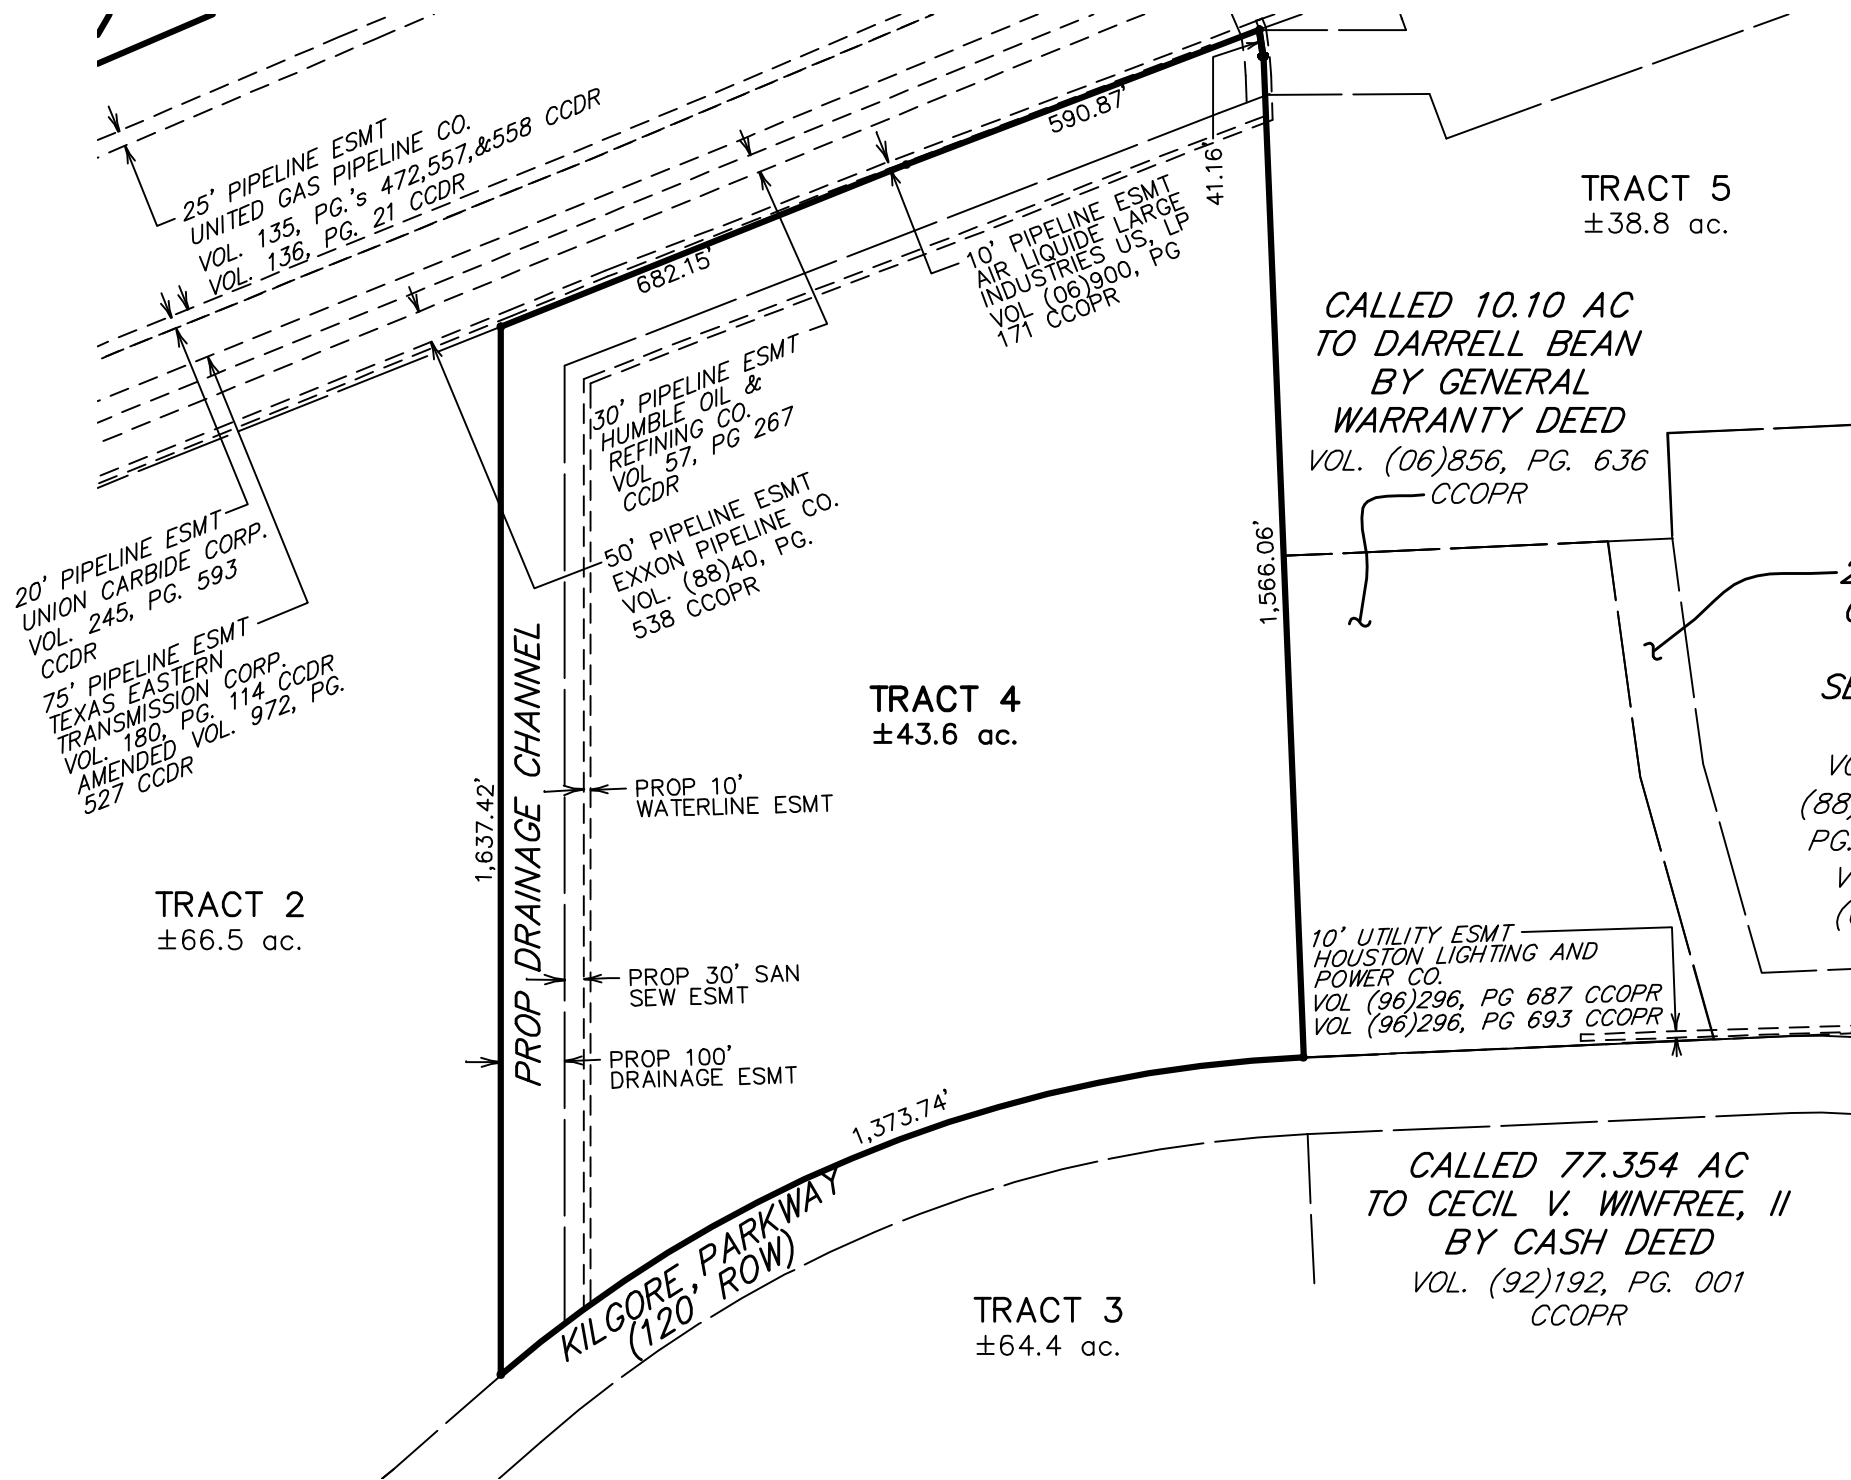 25' PIPELINE ESMT
UNITED GAS PIPELINE CO.
VOL. 135, PG.'s 472,557,&558 CCDR
VOL. 136, PG. 21 CCDR
590.87'
41.16'
682.15'
10' PIPELINE ESMT
AIR LIQUIDE LARGE
INDUSTRIES US, LP
VOL (06)900, PG
171 CCOPR
TRACT 5
±38.8 ac.
CALLED 10.10 AC
TO DARRELL BEAN
BY GENERAL
WARRANTY DEED
VOL. (06)856, PG. 636
CCOPR
30' PIPELINE ESMT
HUMBLE OIL &
REFINING CO.
VOL 57, PG 267
CCDR
50' PIPELINE ESMT
EXXON PIPELINE CO.
VOL. (88)40, PG.
538 CCOPR
20' PIPELINE ESMT
UNION CARBIDE CORP.
VOL. 245, PG. 593
CCDR
75' PIPELINE ESMT
TEXAS EASTERN
TRANSMISSION CORP.
VOL. 180, PG. 114 CCDR
AMENDED VOL. 972, PG.
527 CCDR
1,566.06'
TRACT 4
±43.6 ac.
PROP DRAINAGE CHANNEL
1,637.42'
PROP 10'
WATERLINE ESMT
TRACT 2
±66.5 ac.
PROP 30' SAN
SEW ESMT
PROP 100'
DRAINAGE ESMT
10' UTILITY ESMT
HOUSTON LIGHTING AND
POWER CO.
VOL (96)296, PG 687 CCOPR
VOL (96)296, PG 693 CCOPR
SE
VO
(88)
PG.
V
1,373.74'
KILGORE PARKWAY
(120' ROW)
CALLED 77.354 AC
TO CECIL V. WINFREE, II
BY CASH DEED
VOL. (92)192, PG. 001
CCOPR
TRACT 3
±64.4 ac.